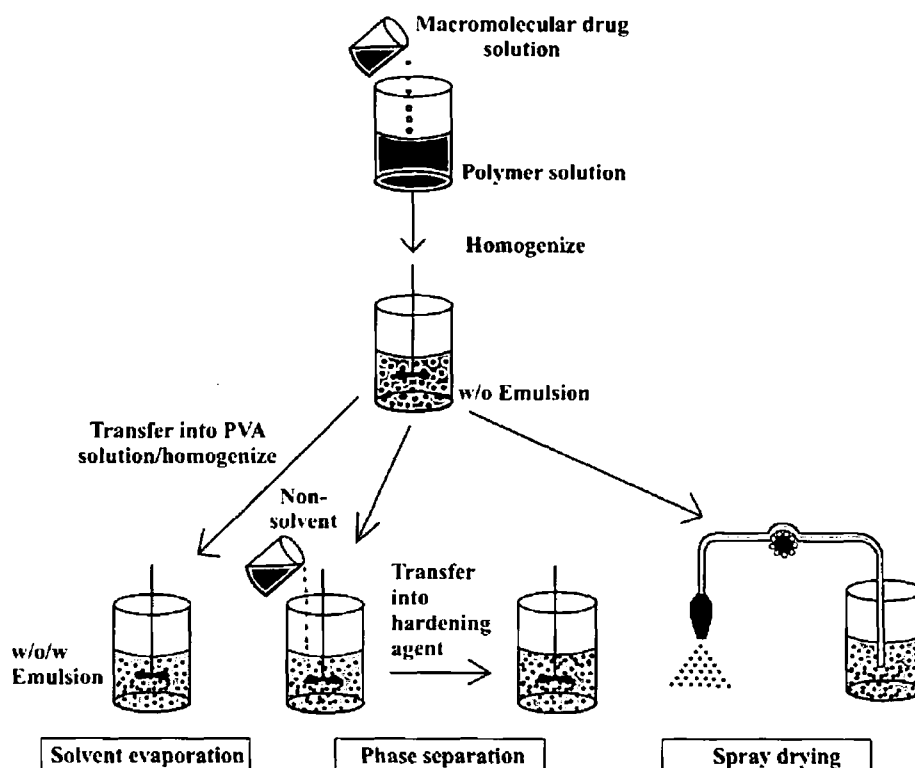 Macromolecular drug
solution
Polymer solution
Homogenize
w/o Emulsion
Transfer into PVA
solution/homogenize
Non-
solvent
Transfer
into
hardening
agent
w/o/w
Emulsion
Solvent evaporation
Phase separation
Spray drying